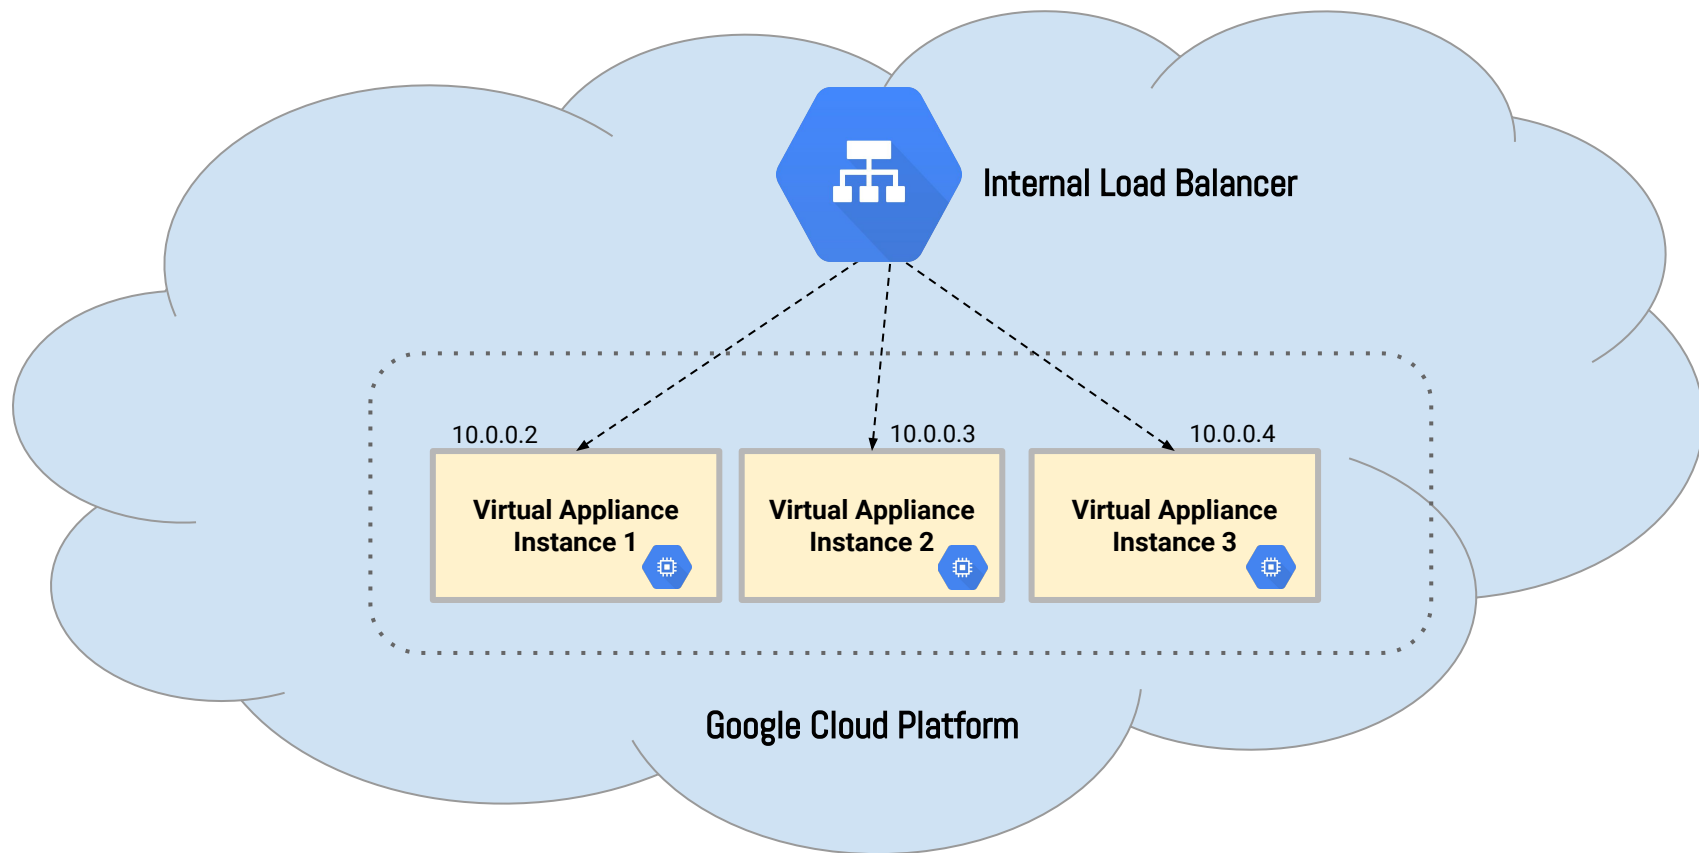 Internal Load Balancer
10.0.0.2
10.0.0.3
10.0.0.4
Virtual Appliance
Instance 1
Virtual Appliance
Instance 2
Virtual Appliance
Instance 3
Google Cloud Platform